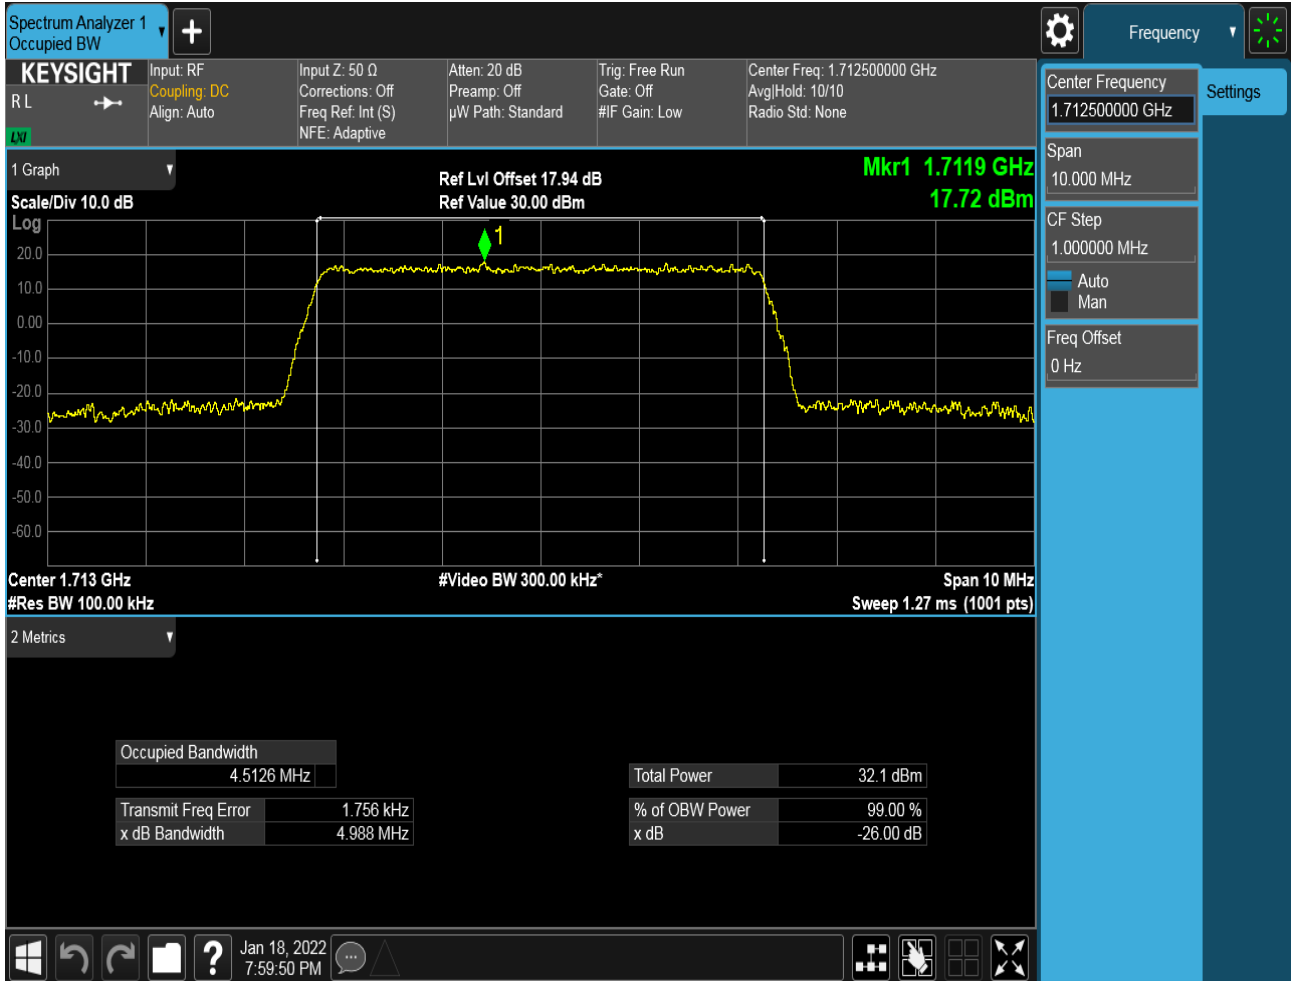 Spectrum Analyzer 1
Occupied BW
Frequency
KEYSIGHT
R L
LXI
Input: RF
Coupling: DC
Align: Auto
Input Z: 50 Ω
Corrections: Off
Freq Ref: Int (S)
NFE: Adaptive
Atten: 20 dB
Preamp: Off
µW Path: Standard
Trig: Free Run
Gate: Off
#IF Gain: Low
Center Freq: 1.712500000 GHz
Avg|Hold: 10/10
Radio Std: None
Center Frequency
1.712500000 GHz
Settings
Span
10.000 MHz
CF Step
1.000000 MHz
Auto
Man
Freq Offset
0 Hz
1 Graph
Ref Lvl Offset 17.94 dB
Mkr1 1.7119 GHz
Scale/Div 10.0 dB
Ref Value 30.00 dBm
17.72 dBm
Log
1
20.0
10.0
0.00
-10.0
-20.0
-30.0
-40.0
-50.0
-60.0
Center 1.713 GHz
#Video BW 300.00 kHz*
Span 10 MHz
#Res BW 100.00 kHz
Sweep 1.27 ms (1001 pts)
2 Metrics
Occupied Bandwidth
4.5126 MHz
Total Power 32.1 dBm
Transmit Freq Error 1.756 kHz
% of OBW Power 99.00 %
x dB Bandwidth 4.988 MHz
x dB -26.00 dB
?
Jan 18, 2022
7:59:50 PM